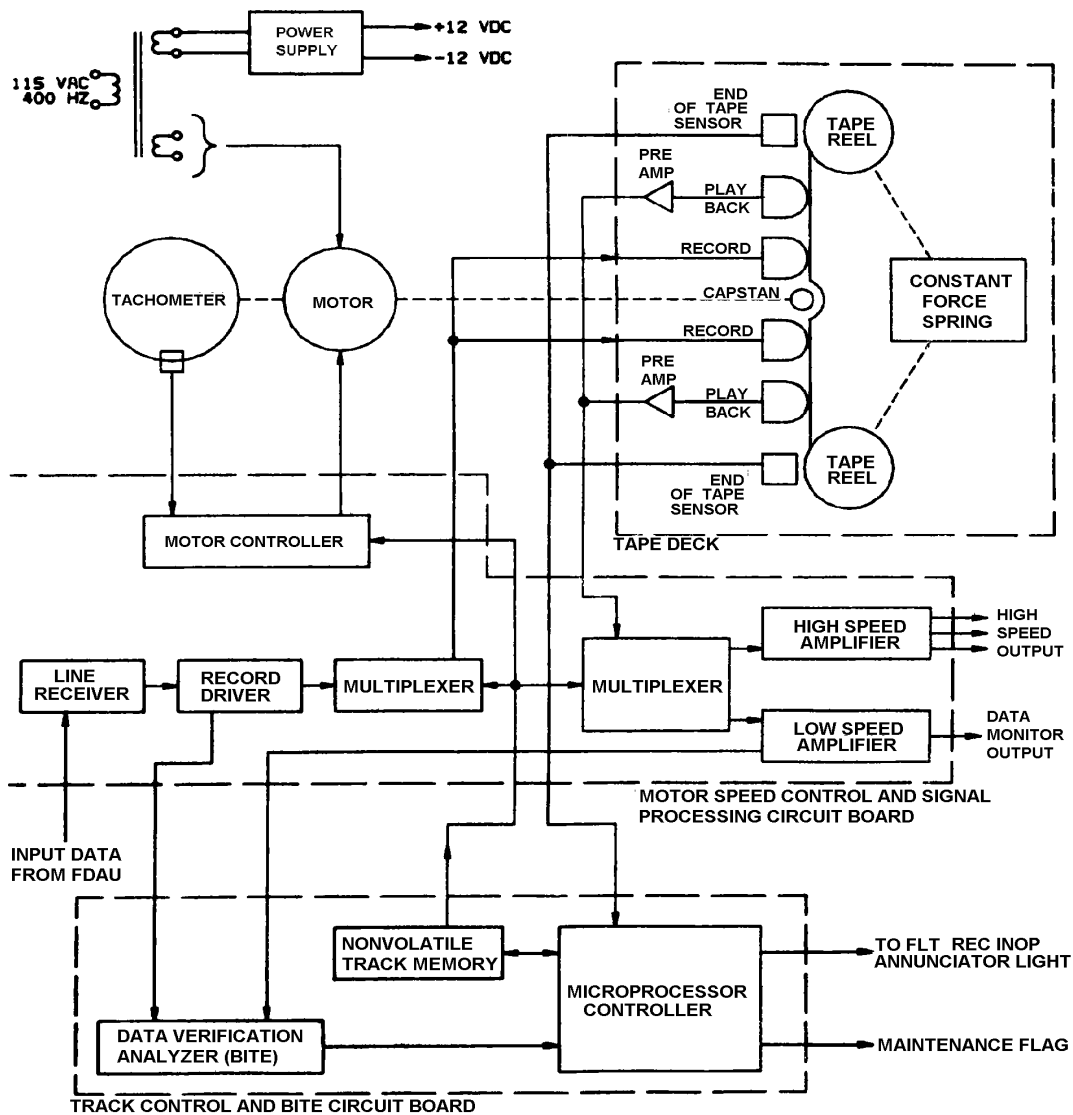 POWER
SUPPLY
+12 VDC
-12 VDC
115 VAC
400 HZ
END
OF TAPE
SENSOR
TAPE
REEL
PRE
AMP
PLAY
BACK
RECORD
TACHOMETER
MOTOR
CAPSTAN
CONSTANT
FORCE
SPRING
RECORD
PRE
AMP
PLAY
BACK
TAPE
REEL
END
OF TAPE
SENSOR
TAPE DECK
MOTOR CONTROLLER
HIGH SPEED
AMPLIFIER
HIGH
SPEED
OUTPUT
LINE
RECEIVER
RECORD
DRIVER
MULTIPLEXER
MULTIPLEXER
LOW SPEED
AMPLIFIER
DATA
MONITOR
OUTPUT
MOTOR SPEED CONTROL AND SIGNAL
PROCESSING CIRCUIT BOARD
INPUT DATA
FROM FDAU
NONVOLATILE
TRACK MEMORY
MICROPROCESSOR
CONTROLLER
TO FLT REC INOP
ANNUNCIATOR LIGHT
DATA VERIFICATION
ANALYZER (BITE)
MAINTENANCE FLAG
TRACK CONTROL AND BITE CIRCUIT BOARD